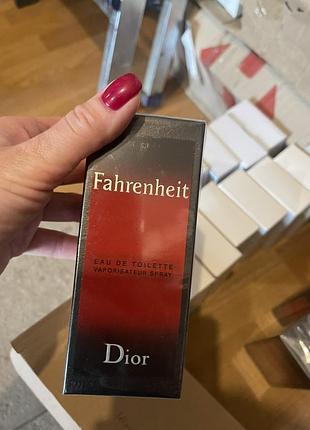 Fahrenheit
EAU DE TOILETTE
VAPORISATEUR SPRAY
Dior